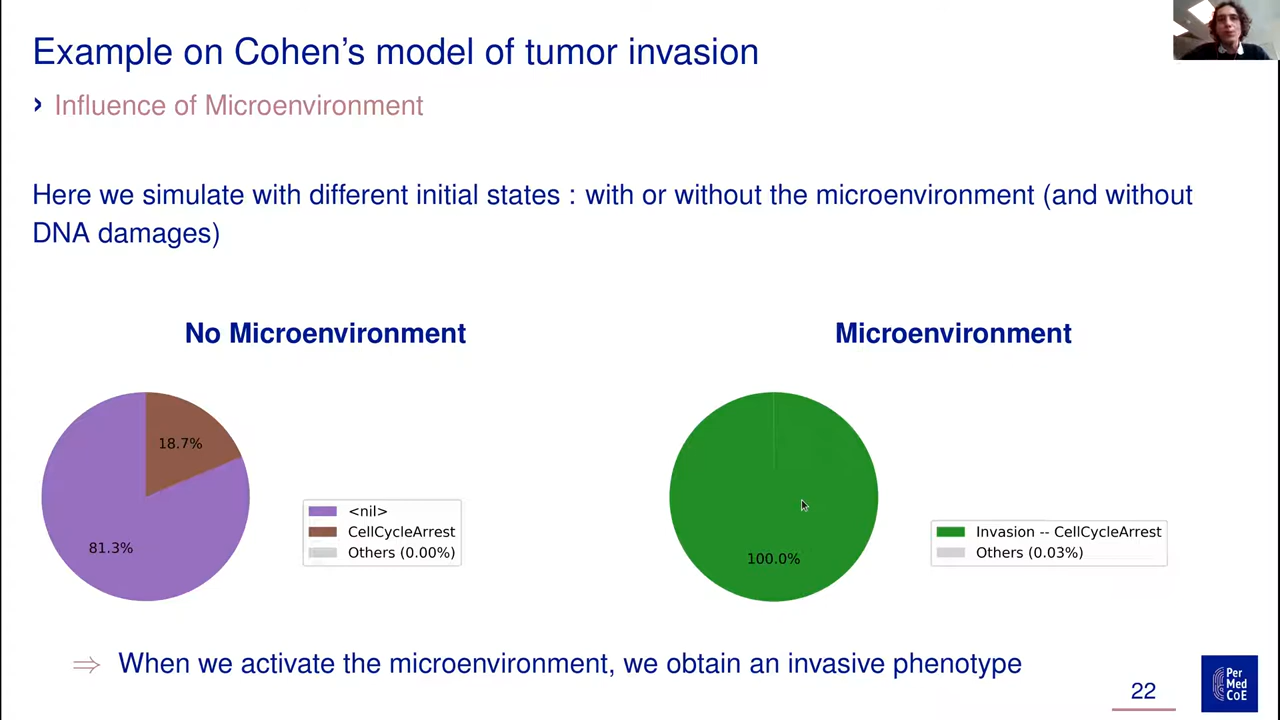 Example on Cohen's model of tumor invasion
› Influence of Microenvironment
Here we simulate with different initial states : with or without the microenvironment (and without
DNA damages)
No Microenvironment
Microenvironment
18.7%
81.3%
<nil>
CellCycleArrest
Others (0.00%)
100.0%
Invasion -- CellCycleArrest
Others (0.03%)
⇒ When we activate the microenvironment, we obtain an invasive phenotype
22
Per
Med
CoE